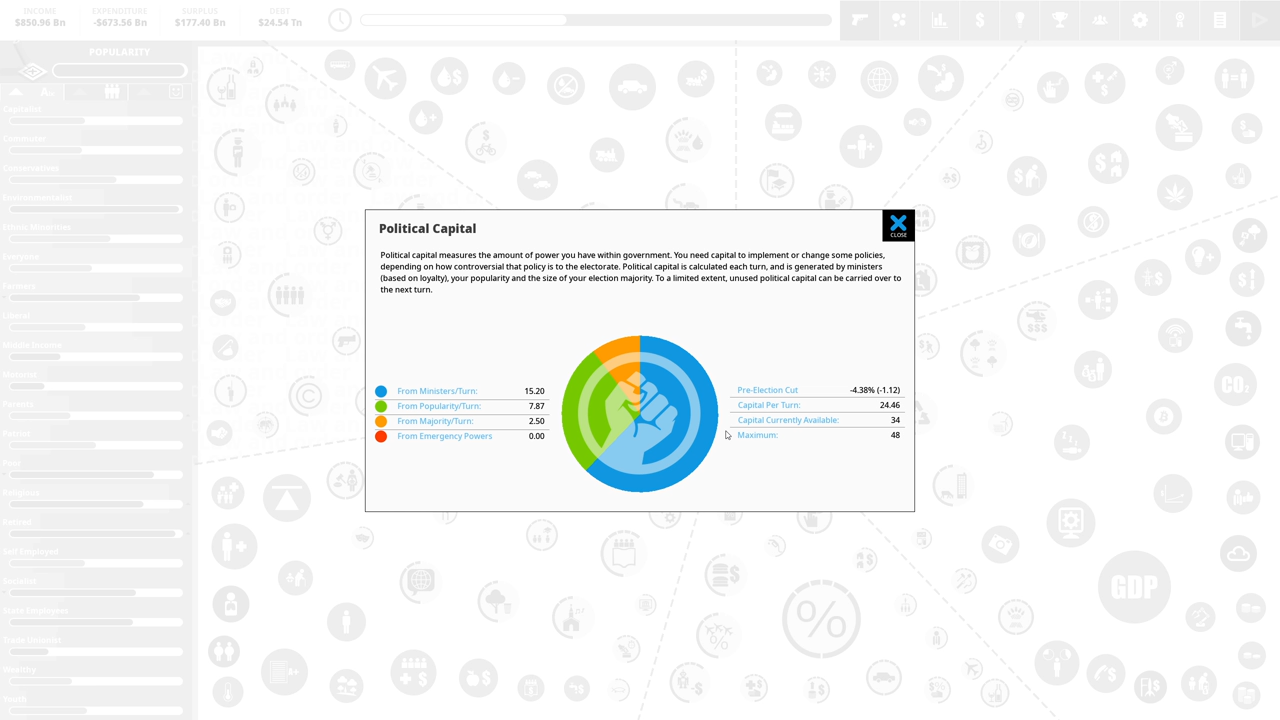 INCOME
EXPENDITURE
SURPLUS
DEBT
$850.96 Bn
-$673.56 Bn
$177.40 Bn
$24.54 Tn
POPULARITY
Capitalist
Commuter
Conservatives
Environmentalist
Ethnic Minorities
Everyone
Farmers
Liberal
Middle Income
Motorist
Parents
Patriot
Poor
Religious
Retired
Self Employed
Socialist
State Employees
Trade Unionist
Wealthy
Youth
Political Capital
CLOSE
Political capital measures the amount of power you have within government. You need capital to implement or change some policies,
depending on how controversial that policy is to the electorate. Political capital is calculated each turn, and is generated by ministers
(based on loyalty), your popularity and the size of your election majority. To a limited extent, unused political capital can be carried over to
the next turn.
From Ministers/Turn: 15.20
From Popularity/Turn: 7.87
From Majority/Turn: 2.50
From Emergency Powers 0.00
Pre-Election Cut -4.38% (-1.12)
Capital Per Turn: 24.46
Capital Currently Available: 34
Maximum: 48
CO₂
GDP
%